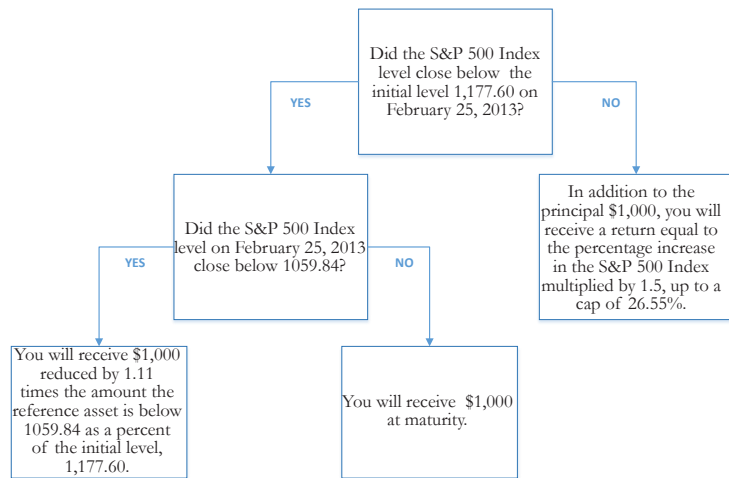 Did the S&P 500 Index
level close below the
initial level 1,177.60 on
February 25, 2013?
YES
NO
Did the S&P 500 Index
level on February 25, 2013
close below 1059.84?
In addition to the
principal $1,000, you will
receive a return equal to
the percentage increase
in the S&P 500 Index
multiplied by 1.5, up to a
cap of 26.55%.
YES
NO
You will receive $1,000
reduced by 1.11
times the amount the
reference asset is below
1059.84 as a percent
of the initial level,
1,177.60.
You will receive $1,000
at maturity.